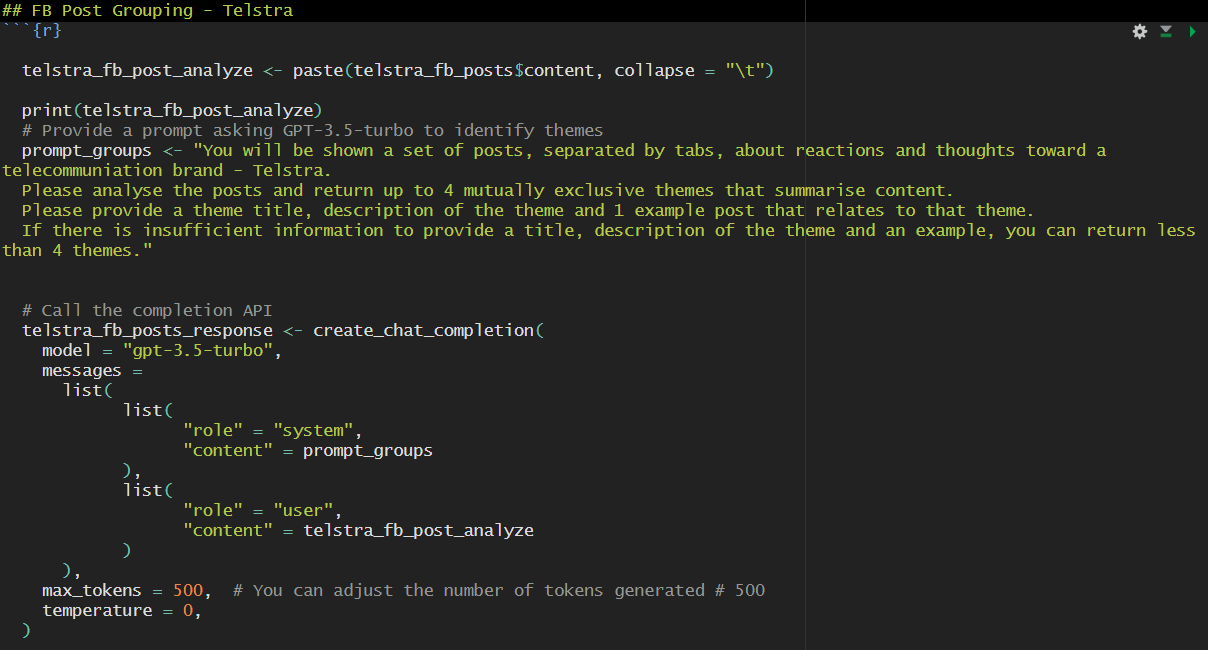 ## FB Post Grouping - Telstra
```{r}
telstra_fb_post_analyze <- paste(telstra_fb_posts$content, collapse = "\t")
print(telstra_fb_post_analyze)
# Provide a prompt asking GPT-3.5-turbo to identify themes
prompt_groups <- "You will be shown a set of posts, separated by tabs, about reactions and thoughts toward a
telecommuniation brand - Telstra.
Please analyse the posts and return up to 4 mutually exclusive themes that summarise content.
Please provide a theme title, description of the theme and 1 example post that relates to that theme.
If there is insufficient information to provide a title, description of the theme and an example, you can return less
than 4 themes."
# Call the completion API
telstra_fb_posts_response <- create_chat_completion(
model = "gpt-3.5-turbo",
messages =
list(
list(
"role" = "system",
"content" = prompt_groups
),
list(
"role" = "user",
"content" = telstra_fb_post_analyze
)
),
max_tokens = 500,  # You can adjust the number of tokens generated # 500
temperature = 0,
)